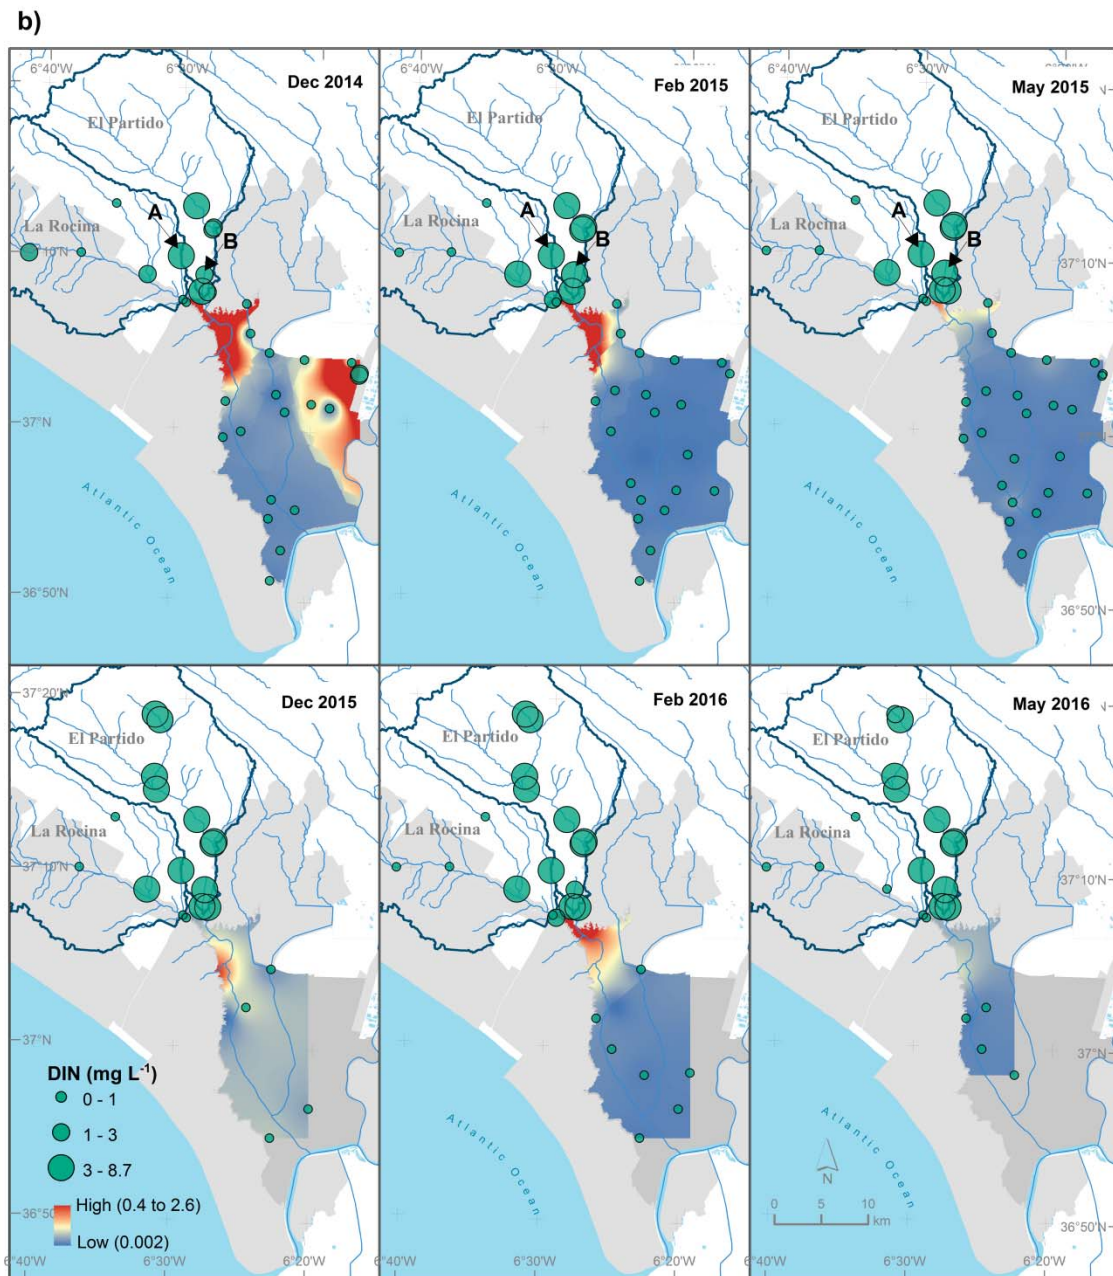 b)
6°40'W
6°30'W
Dec 2014
El Partido
A
La Rocina
B
37°10'N
37°0'N
Atlantic Ocean
36°50'N
6°30'W
Feb 2015
El Partido
A
La Rocina
B
Atlantic Ocean
6°40'W
6°30'W
May 2015
El Partido
A
La Rocina
B
37°10'N
Atlantic Ocean
36°50'N
37°20'N
Dec 2015
El Partido
La Rocina
37°10'N
37°0'N
DIN (mg L⁻¹)
0 - 1
1 - 3
3 - 8.7
High (0.4 to 2.6)
Low (0.002)
36°50'
6°40'W
6°30'W
6°20'W
Feb 2016
El Partido
La Rocina
Atlantic Ocean
6°30'W
6°20'W
May 2016
El Partido
La Rocina
37°10'N
37°0'N
Atlantic Ocean
N
0 5 10
km
36°50'N
6°40'W
6°30'W
6°20'W